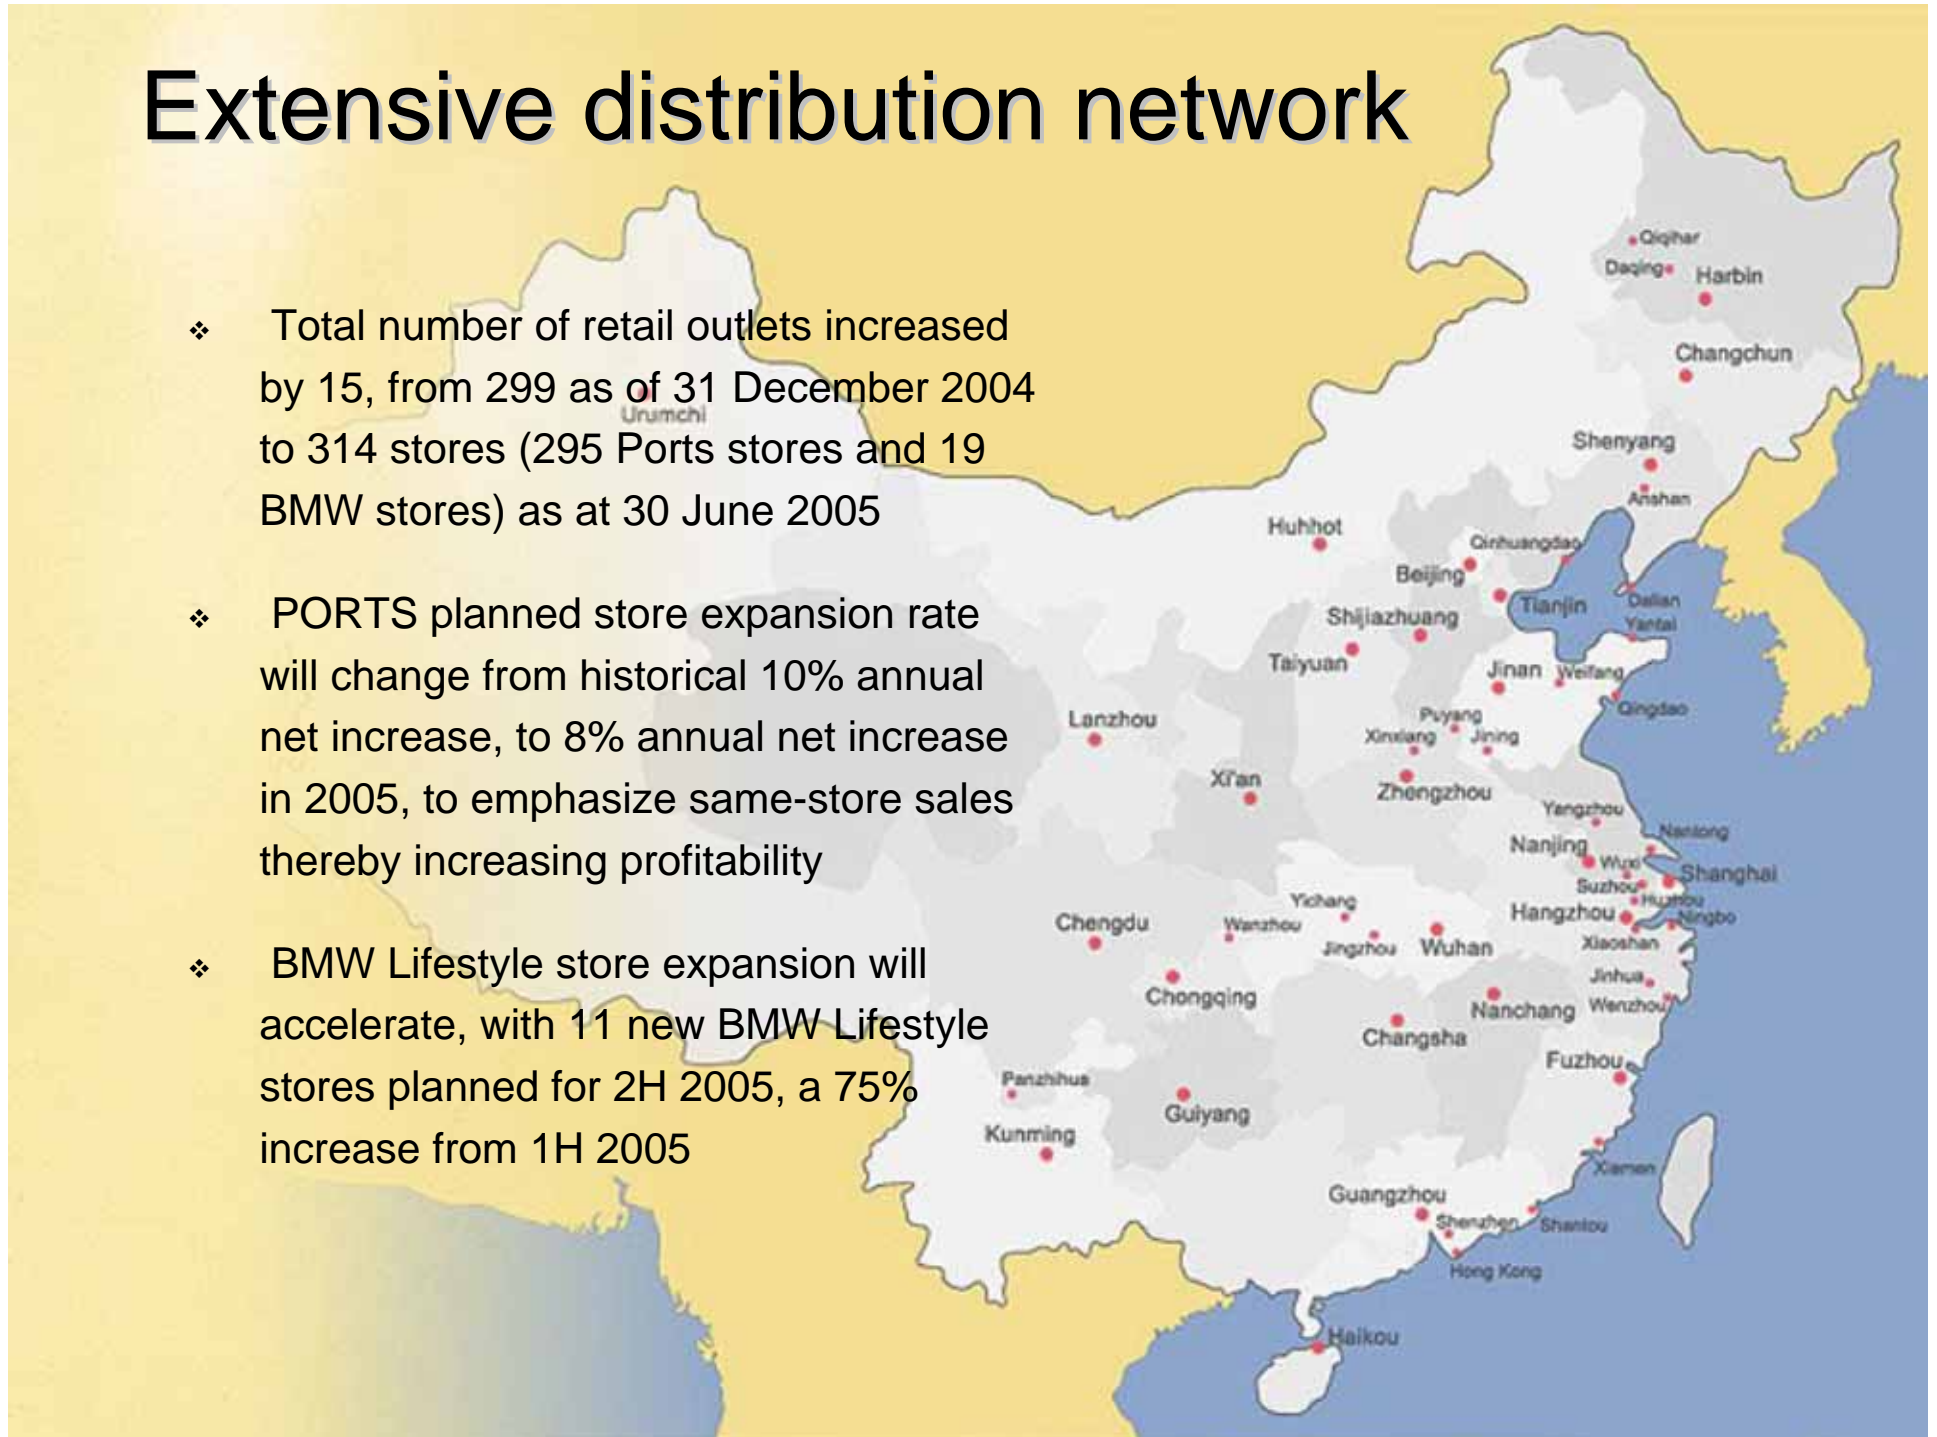 Extensive distribution network
❖ Total number of retail outlets increased
by 15, from 299 as of 31 December 2004
to 314 stores (295 Ports stores and 19
BMW stores) as at 30 June 2005
❖ PORTS planned store expansion rate
will change from historical 10% annual
net increase, to 8% annual net increase
in 2005, to emphasize same-store sales
thereby increasing profitability
❖ BMW Lifestyle store expansion will
accelerate, with 11 new BMW Lifestyle
stores planned for 2H 2005, a 75%
increase from 1H 2005
Qiqihar
Daqing
Harbin
Changchun
Urumchi
Shenyang
Anshan
Huhhot
Qinhuangdao
Beijing
Tianjin
Dalian
Shijiazhuang
Yantai
Taiyuan
Jinan
Weifang
Qingdao
Lanzhou
Puyang
Xinxiang
Jining
Xi'an
Zhengzhou
Yangzhou
Nantong
Nanjing
Wuxi
Shanghai
Suzhou
Huzhou
Hangzhou
Ningbo
Yichang
Chengdu
Wanzhou
Jingzhou
Wuhan
Xiaoshan
Jinhua
Chongqing
Nanchang
Wenzhou
Changsha
Fuzhou
Panzhihua
Guiyang
Kunming
Xiamen
Guangzhou
Shenzhen
Shantou
Hong Kong
Haikou